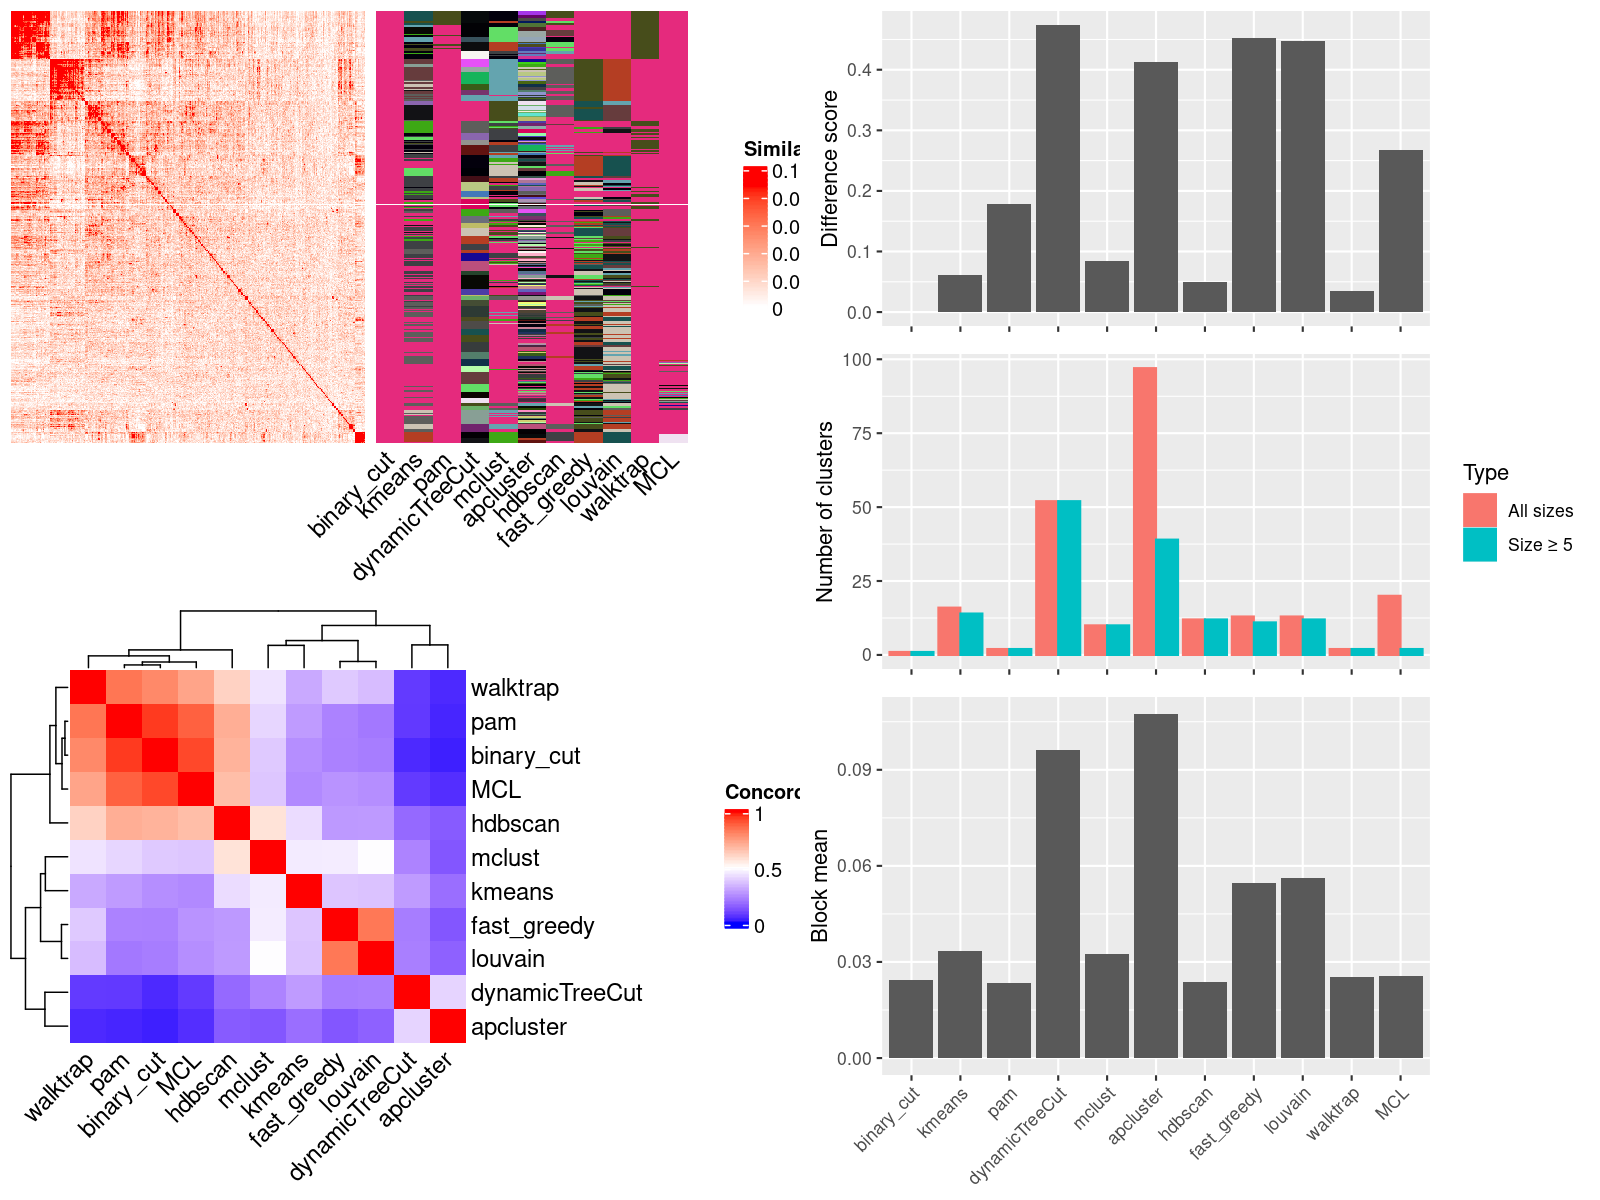 Simila
0.1
0.0
0.0
0.0
0.0
0
binary_cut
kmeans
pam
dynamicTreeCut
mclust
apcluster
hdbscan
fast_greedy
louvain
walktrap
MCL
walktrap
pam
binary_cut
MCL
hdbscan
mclust
kmeans
fast_greedy
louvain
dynamicTreeCut
apcluster
walktrap
pam
binary_cut
MCL
hdbscan
mclust
kmeans
fast_greedy
louvain
dynamicTreeCut
apcluster
Concord
1
0.5
0
Difference score
0.4
0.3
0.2
0.1
0.0
Number of clusters
100
75
50
25
0
Type
All sizes
Size ≥ 5
Block mean
0.09
0.06
0.03
0.00
binary_cut
kmeans
pam
dynamicTreeCut
mclust
apcluster
hdbscan
fast_greedy
louvain
walktrap
MCL